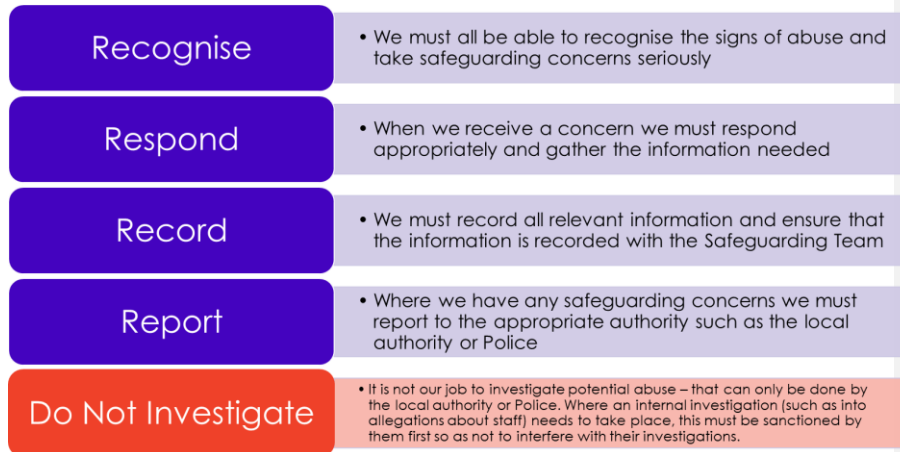 Recognise
• We must all be able to recognise the signs of abuse and
take safeguarding concerns seriously
Respond
• When we receive a concern we must respond
appropriately and gather the information needed
Record
• We must record all relevant information and ensure that
the information is recorded with the Safeguarding Team
Report
• Where we have any safeguarding concerns we must
report to the appropriate authority such as the local
authority or Police
Do Not Investigate
• It is not our job to investigate potential abuse – that can only be done by
the local authority or Police. Where an internal investigation (such as into
allegations about staff) needs to take place, this must be sanctioned by
them first so as not to interfere with their investigations.